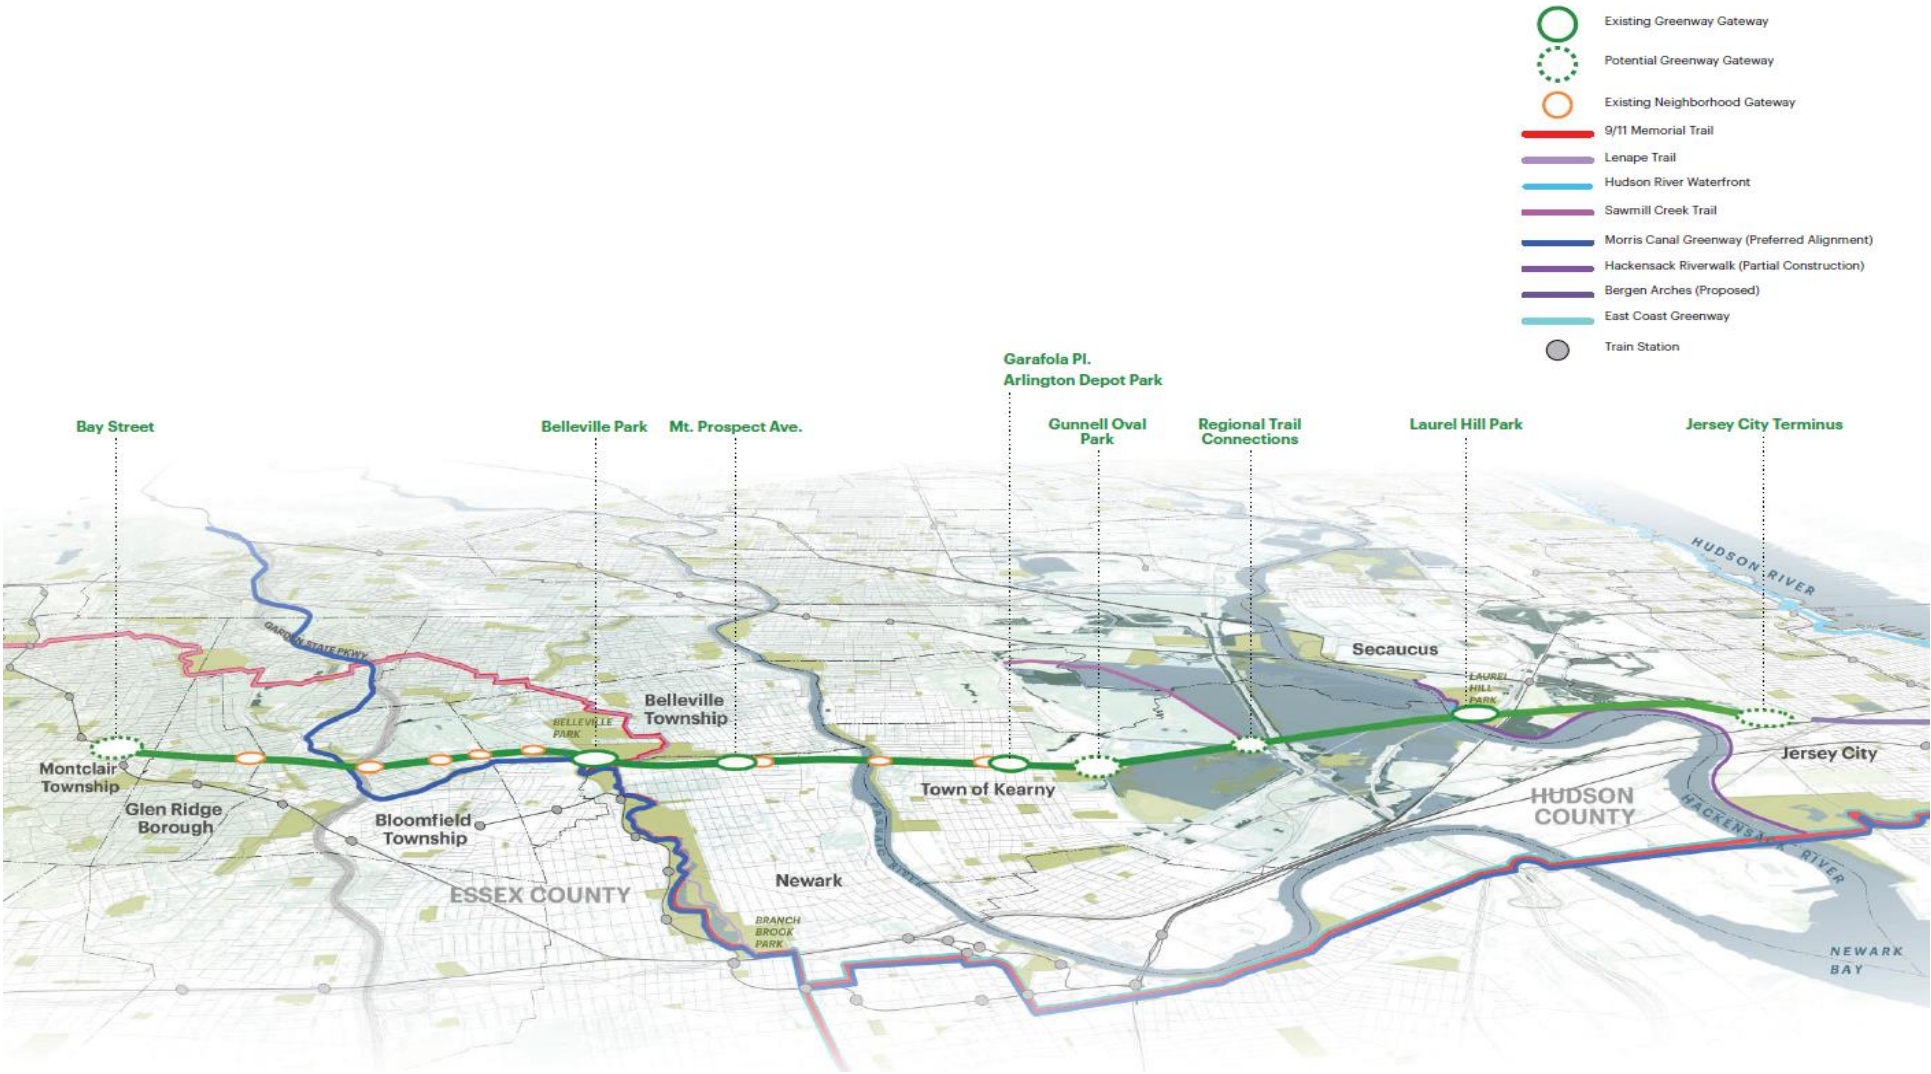 Existing Greenway Gateway
Potential Greenway Gateway
Existing Neighborhood Gateway
9/11 Memorial Trail
Lenape Trail
Hudson River Waterfront
Sawmill Creek Trail
Morris Canal Greenway (Preferred Alignment)
Hackensack Riverwalk (Partial Construction)
Bergen Arches (Proposed)
East Coast Greenway
Train Station
Garafola Pl.
Arlington Depot Park
Bay Street
Belleville Park
Mt. Prospect Ave.
Gunnell Oval
Park
Regional Trail
Connections
Laurel Hill Park
Jersey City Terminus
HUDSON RIVER
GARDEN STATE PKWY
Secaucus
LAUREL
HILL
PARK
Belleville
Township
BELLEVILLE
PARK
Montclair
Township
Glen Ridge
Borough
Bloomfield
Township
Town of Kearny
Jersey City
HUDSON
COUNTY
HACKENSACK RIVER
PASSAIC RIVER
ESSEX COUNTY
Newark
BRANCH
BROOK
PARK
NEWARK
BAY